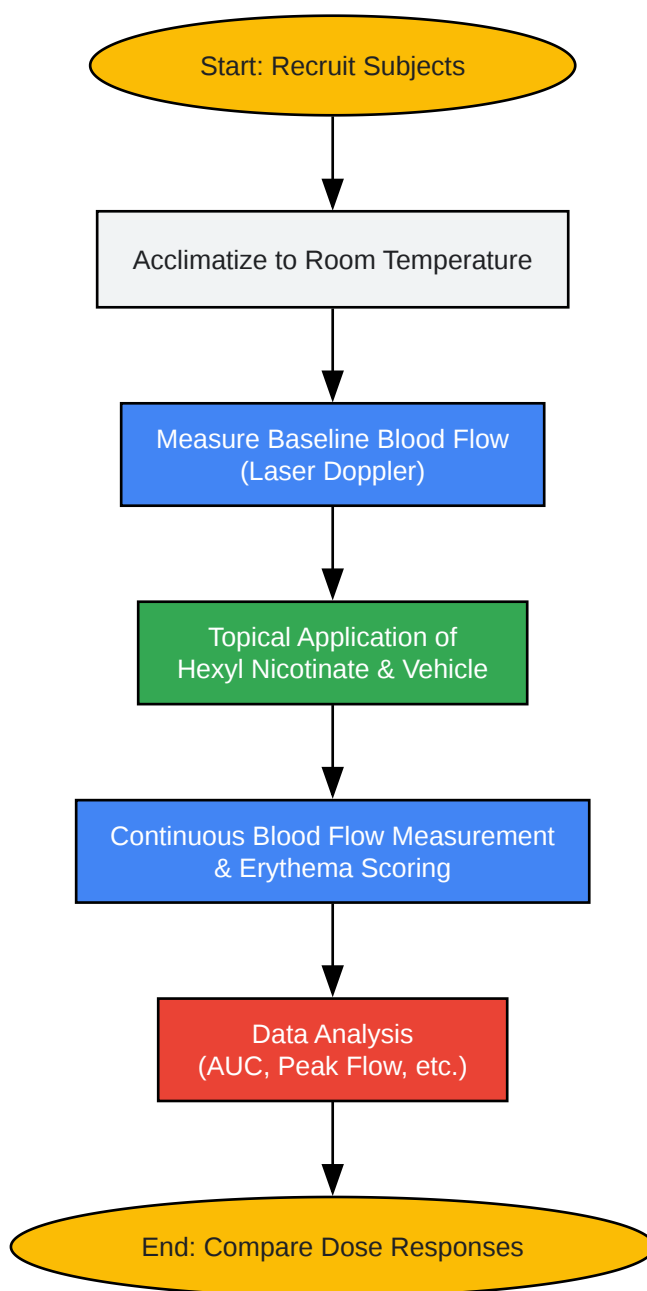 Start: Recruit Subjects
Acclimatize to Room Temperature
Measure Baseline Blood Flow
(Laser Doppler)
Topical Application of
Hexyl Nicotinate & Vehicle
Continuous Blood Flow Measurement
& Erythema Scoring
Data Analysis
(AUC, Peak Flow, etc.)
End: Compare Dose Responses